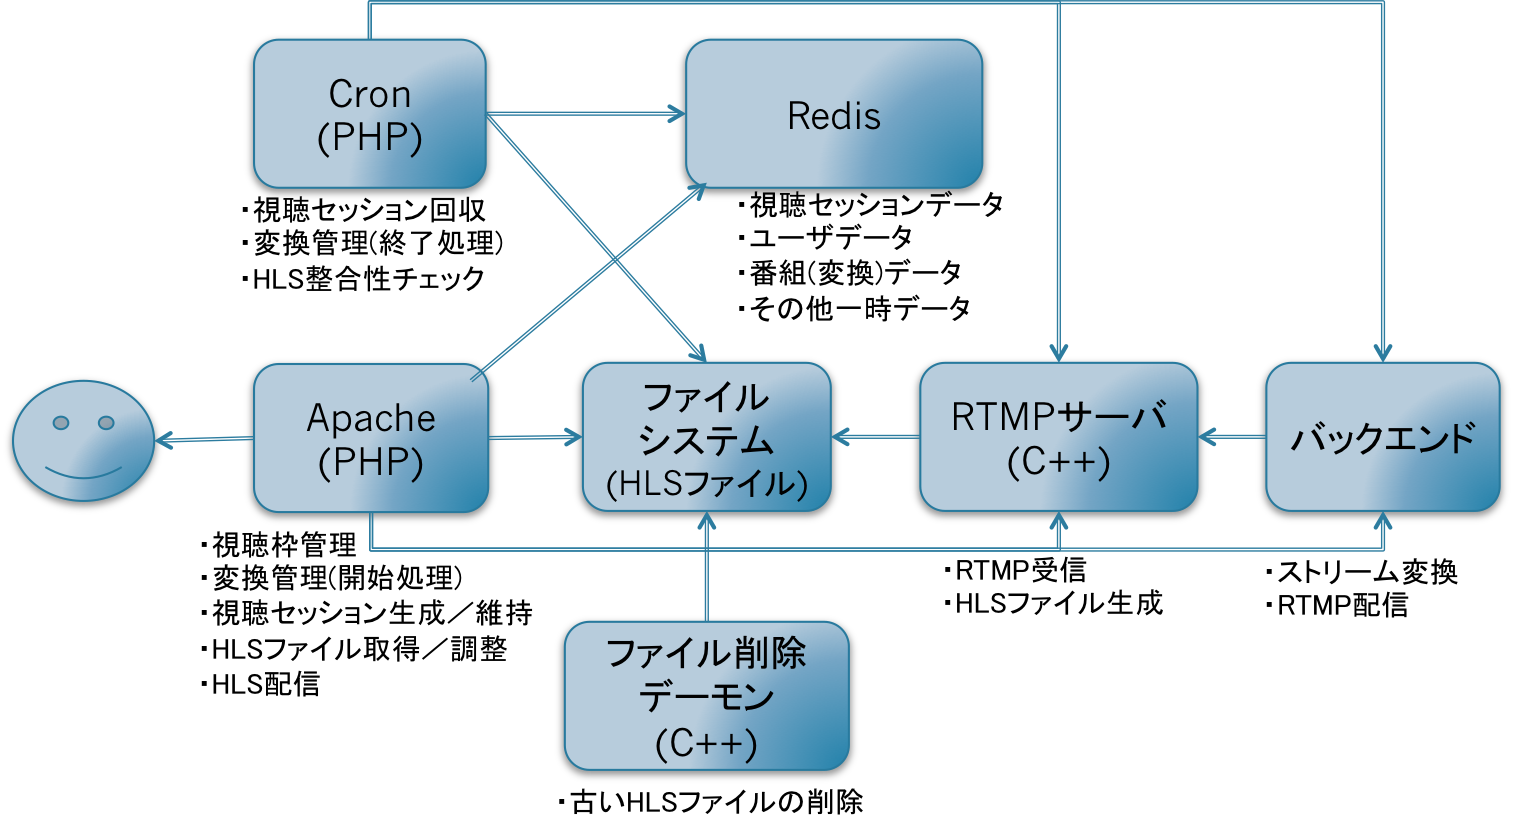 Cron
(PHP)
Redis
・視聴セッション回収
・変換管理(終了処理)
・HLS整合性チェック
・視聴セッションデータ
・ユーザデータ
・番組(変換)データ
・その他一時データ
Apache
(PHP)
ファイル
システム
(HLSファイル)
RTMPサーバ
(C++)
バックエンド
・視聴枠管理
・変換管理(開始処理)
・視聴セッション生成／維持
・HLSファイル取得／調整
・HLS配信
・RTMP受信
・HLSファイル生成
・ストリーム変換
・RTMP配信
ファイル削除
デーモン
(C++)
・古いHLSファイルの削除